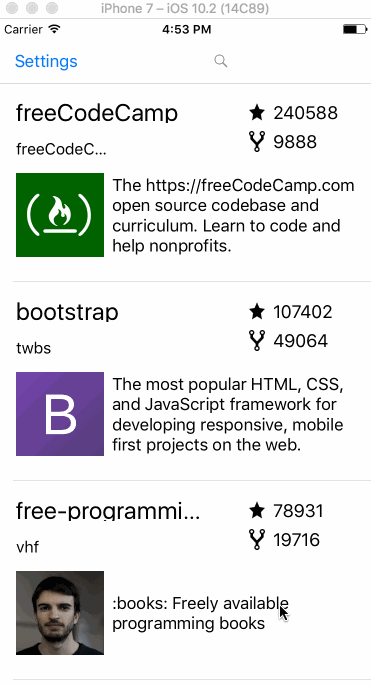 iPhone 7 – iOS 10.2 (14C89)
Carrier 4:53 PM
Settings
freeCodeCamp 240588
9888
freeCodeC...
The https://freeCodeCamp.com
open source codebase and
curriculum. Learn to code and
help nonprofits.
bootstrap 107402
49064
twbs
B
The most popular HTML, CSS,
and JavaScript framework for
developing responsive, mobile
first projects on the web.
free-programmi... 78931
19716
vhf
:books: Freely available
programming books